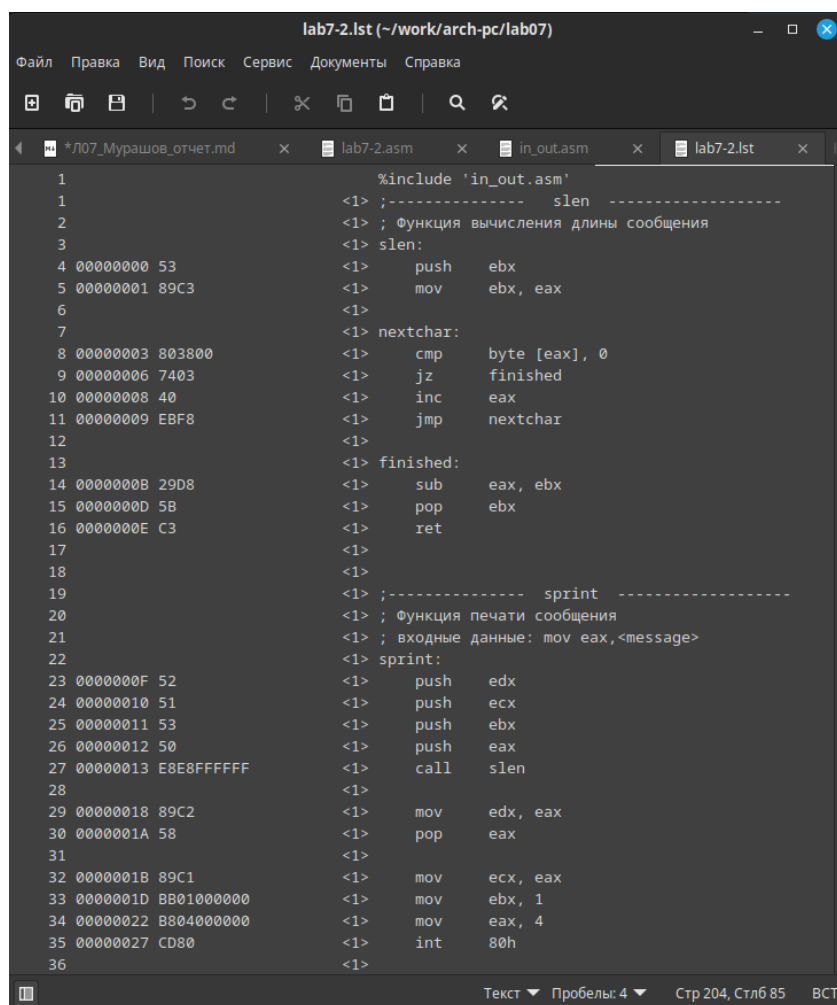 lab7-2.lst (~/work/arch-pc/lab07)
Файл Правка Вид Поиск Сервис Документы Справка
*Л07_Мурашов_отчет.md lab7-2.asm in_out.asm lab7-2.lst
1 %include 'in_out.asm'
1 <1> ;--------------- slen -------------------
2 <1> ; Функция вычисления длины сообщения
3 <1> slen:
4 00000000 53 <1> push ebx
5 00000001 89C3 <1> mov ebx, eax
6 <1>
7 <1> nextchar:
8 00000003 803800 <1> cmp byte [eax], 0
9 00000006 7403 <1> jz finished
10 00000008 40 <1> inc eax
11 00000009 EBF8 <1> jmp nextchar
12 <1>
13 <1> finished:
14 0000000B 29D8 <1> sub eax, ebx
15 0000000D 5B <1> pop ebx
16 0000000E C3 <1> ret
17 <1>
18 <1>
19 <1> ;--------------- sprint -------------------
20 <1> ; Функция печати сообщения
21 <1> ; входные данные: mov eax,<message>
22 <1> sprint:
23 0000000F 52 <1> push edx
24 00000010 51 <1> push ecx
25 00000011 53 <1> push ebx
26 00000012 50 <1> push eax
27 00000013 E8E8FFFFFF <1> call slen
28 <1>
29 00000018 89C2 <1> mov edx, eax
30 0000001A 58 <1> pop eax
31 <1>
32 0000001B 89C1 <1> mov ecx, eax
33 0000001D BB01000000 <1> mov ebx, 1
34 00000022 B804000000 <1> mov eax, 4
35 00000027 CD80 <1> int 80h
36 <1>
Текст Пробелы: 4 Стр 204, Стлб 85 ВСТ